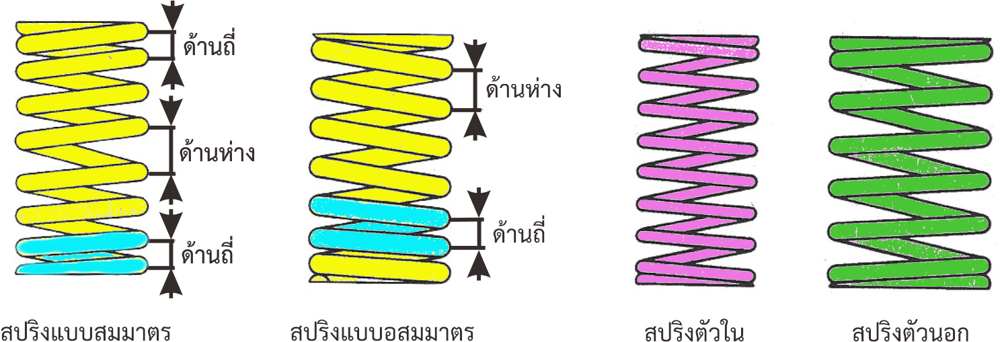 ด้านถี่
ด้านห่าง
ด้านถี่
สปริงแบบสมมาตร
ด้านห่าง
ด้านถี่
สปริงแบบอสมมาตร
สปริงตัวใน
สปริงตัวนอก